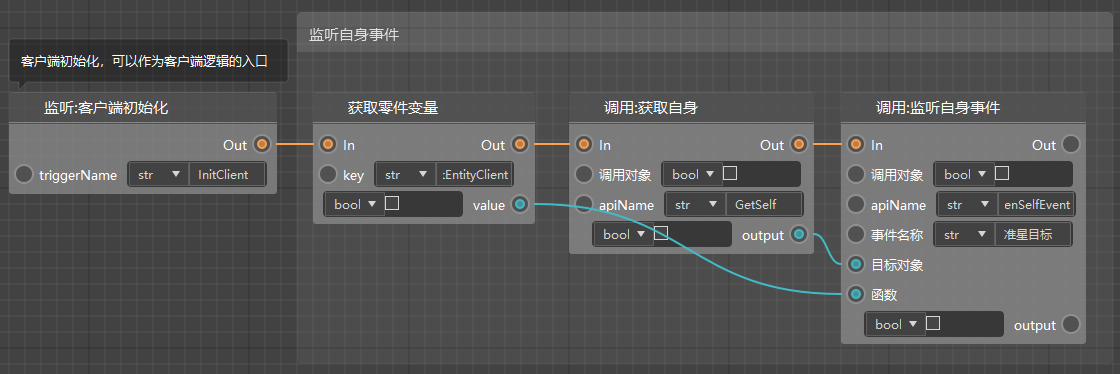 监听自身事件
客户端初始化，可以作为客户端逻辑的入口
监听:客户端初始化
Out
triggerName str InitClient
获取零件变量
In Out
key str :EntityClient
bool value
调用:获取自身
In Out
调用对象 bool
apiName str GetSelf
bool output
调用:监听自身事件
In Out
调用对象 bool
apiName str enSelfEvent
事件名称 str 准星目标
目标对象
函数
bool output